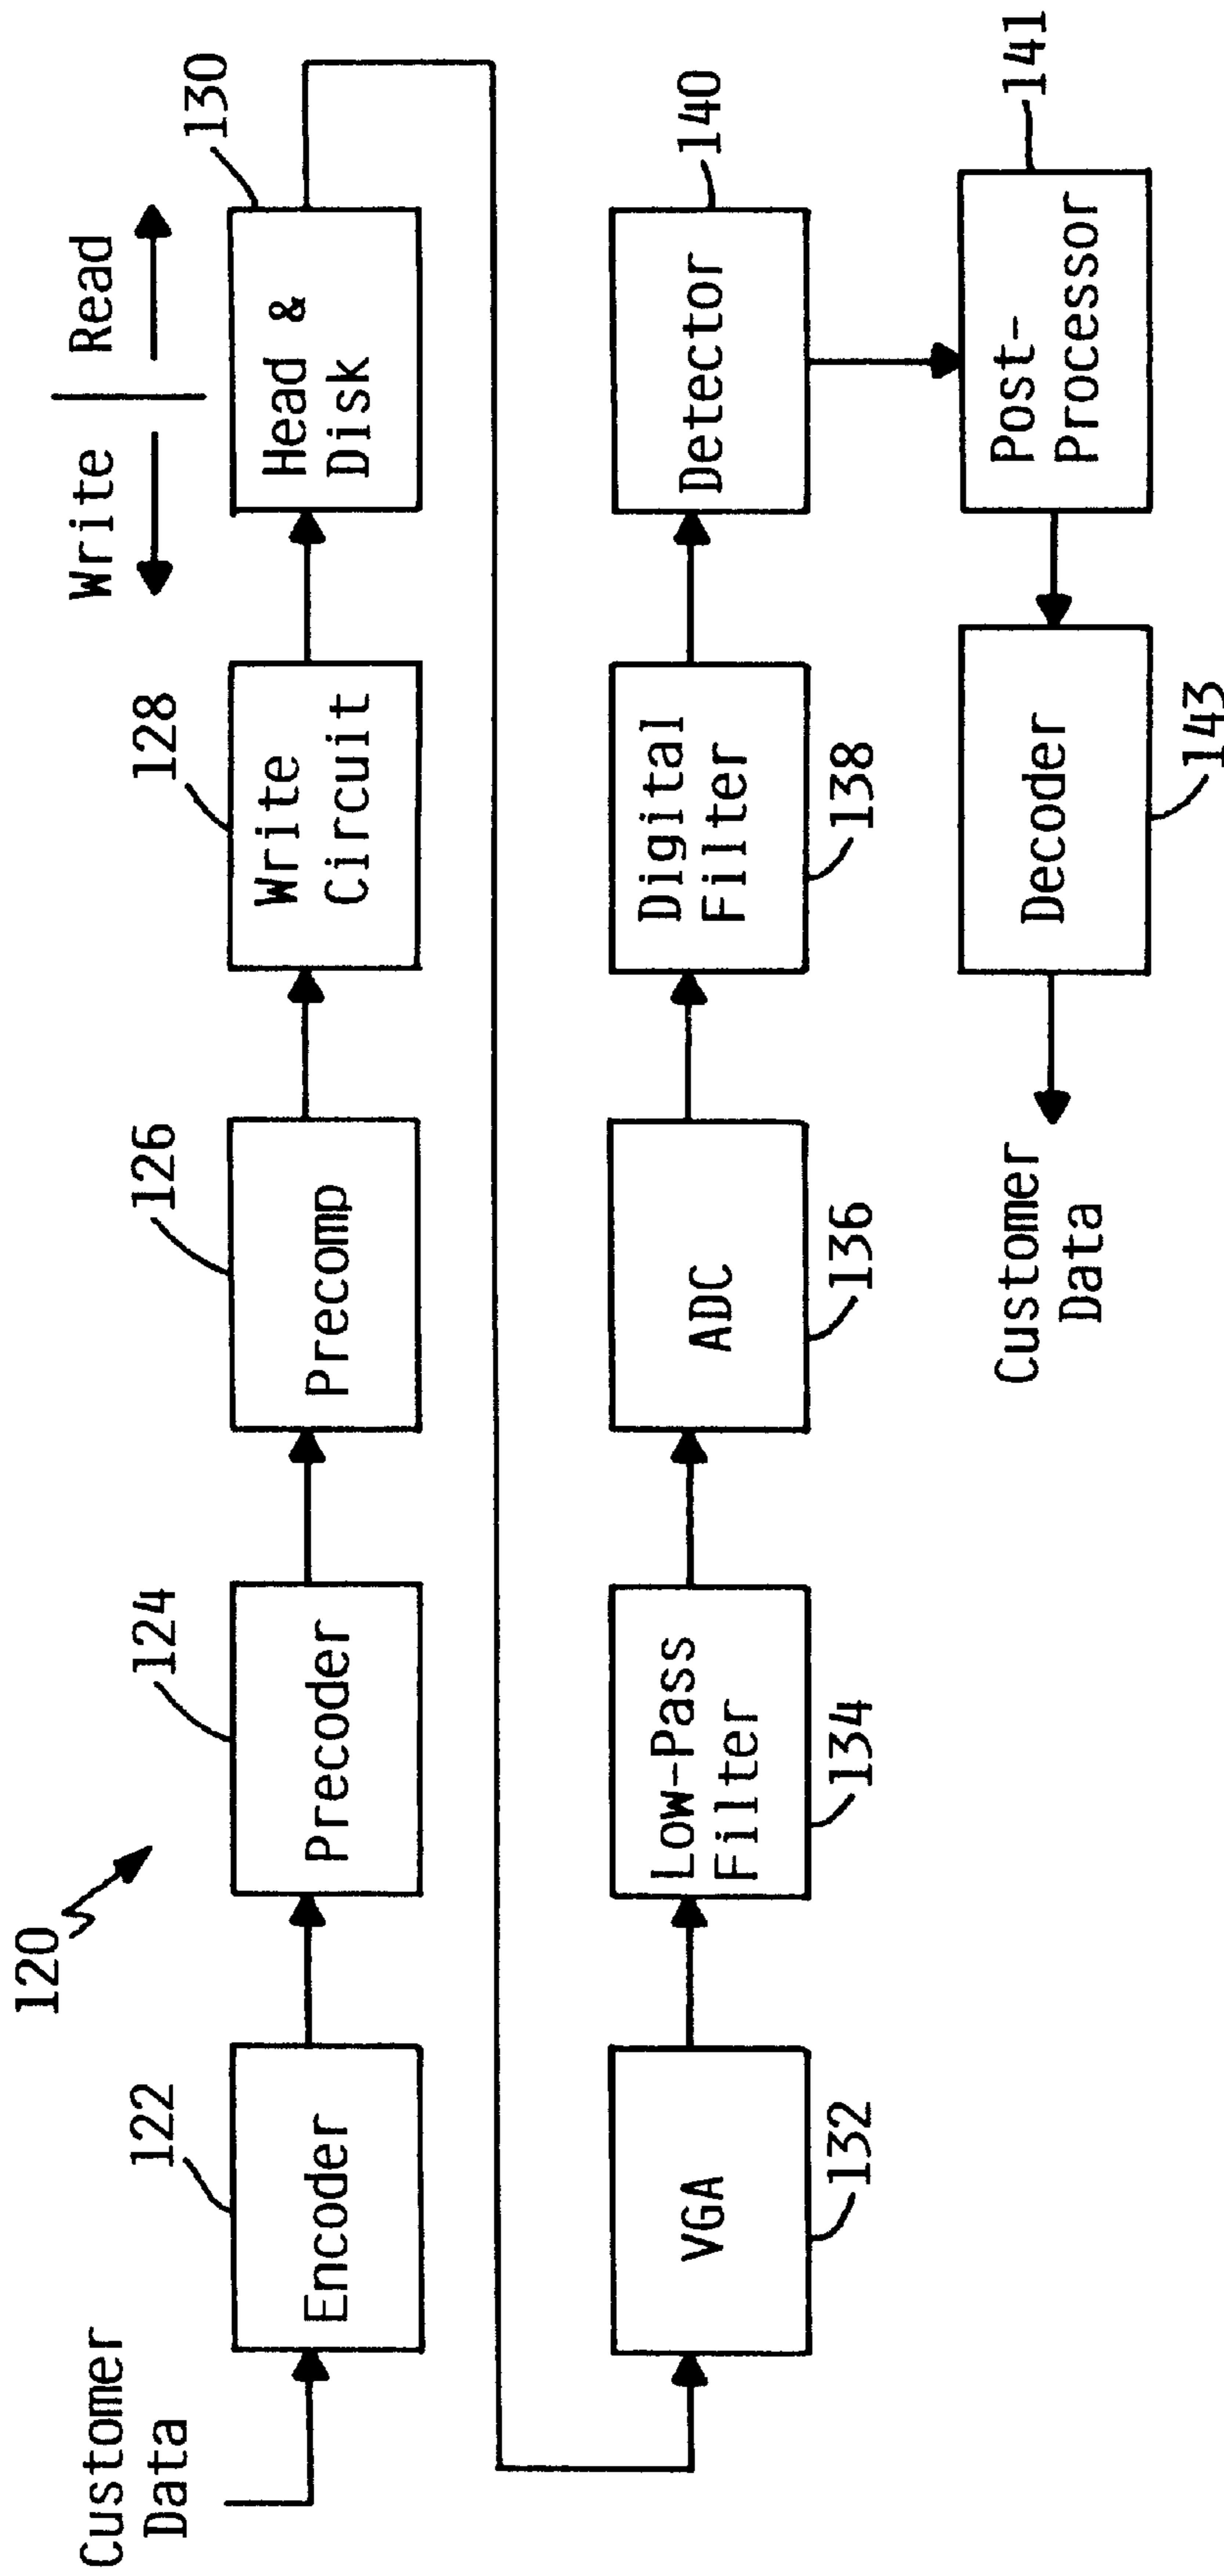 120
Write
Read
Customer
Data
122
Encoder
124
Precoder
126
Precomp
128
Write
Circuit
130
Head &
Disk
VGA
132
Low-Pass
Filter
134
ADC
136
Digital
Filter
138
Detector
140
Post-
Processor
141
Decoder
143
Customer
Data